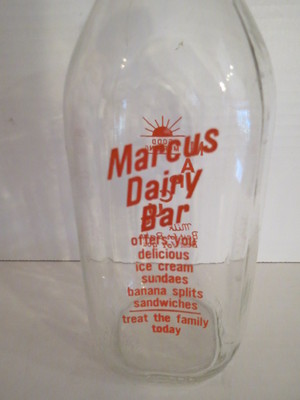 Marcus
Dairy
Bar
offers you
delicious
ice cream
sundaes
banana splits
sandwiches
treat the family
today